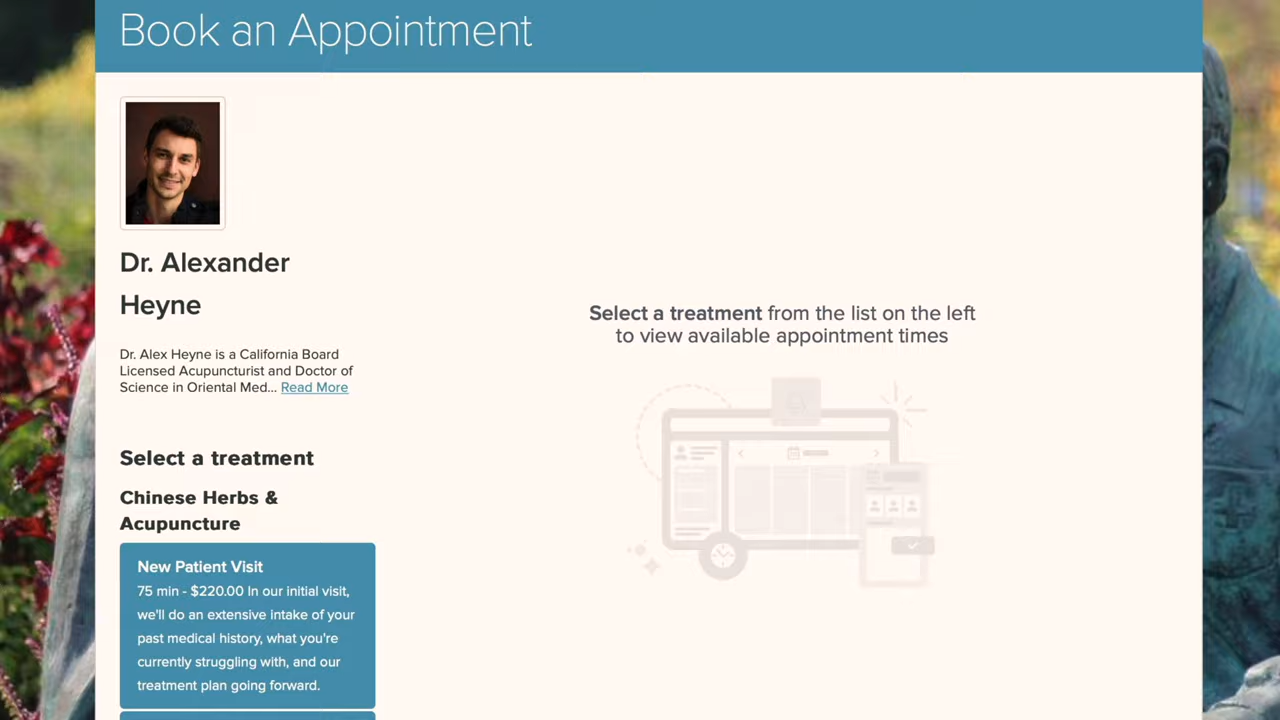 Book an Appointment
Dr. Alexander
Heyne
Dr. Alex Heyne is a California Board
Licensed Acupuncturist and Doctor of
Science in Oriental Med... Read More
Select a treatment
Chinese Herbs &
Acupuncture
New Patient Visit
75 min - $220.00 In our initial visit,
we'll do an extensive intake of your
past medical history, what you're
currently struggling with, and our
treatment plan going forward.
Select a treatment from the list on the left
to view available appointment times